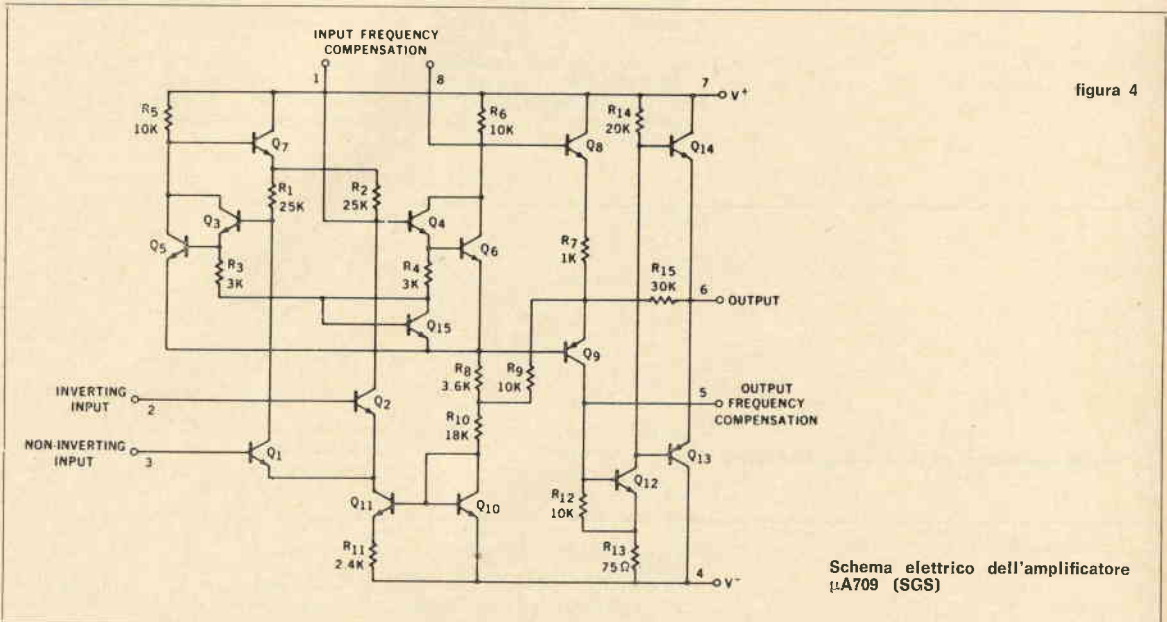 INPUT FREQUENCY
COMPENSATION
1
8
7
V+
figura 4
R5
10K
R6
10K
R14
20K
Q7
Q8
Q14
R1
25K
R2
25K
Q3
Q4
Q5
Q6
R3
3K
R4
3K
R7
1K
R15
30K
6
OUTPUT
Q15
Q9
R8
3.6K
R9
10K
INVERTING
INPUT
2
Q2
R10
18K
5
OUTPUT
FREQUENCY
COMPENSATION
NON-INVERTING
INPUT
3
Q1
Q13
Q12
Q11
Q10
R12
10K
R11
2.4K
R13
75Ω
4
V-
Schema elettrico dell'amplificatore
μA709 (SGS)